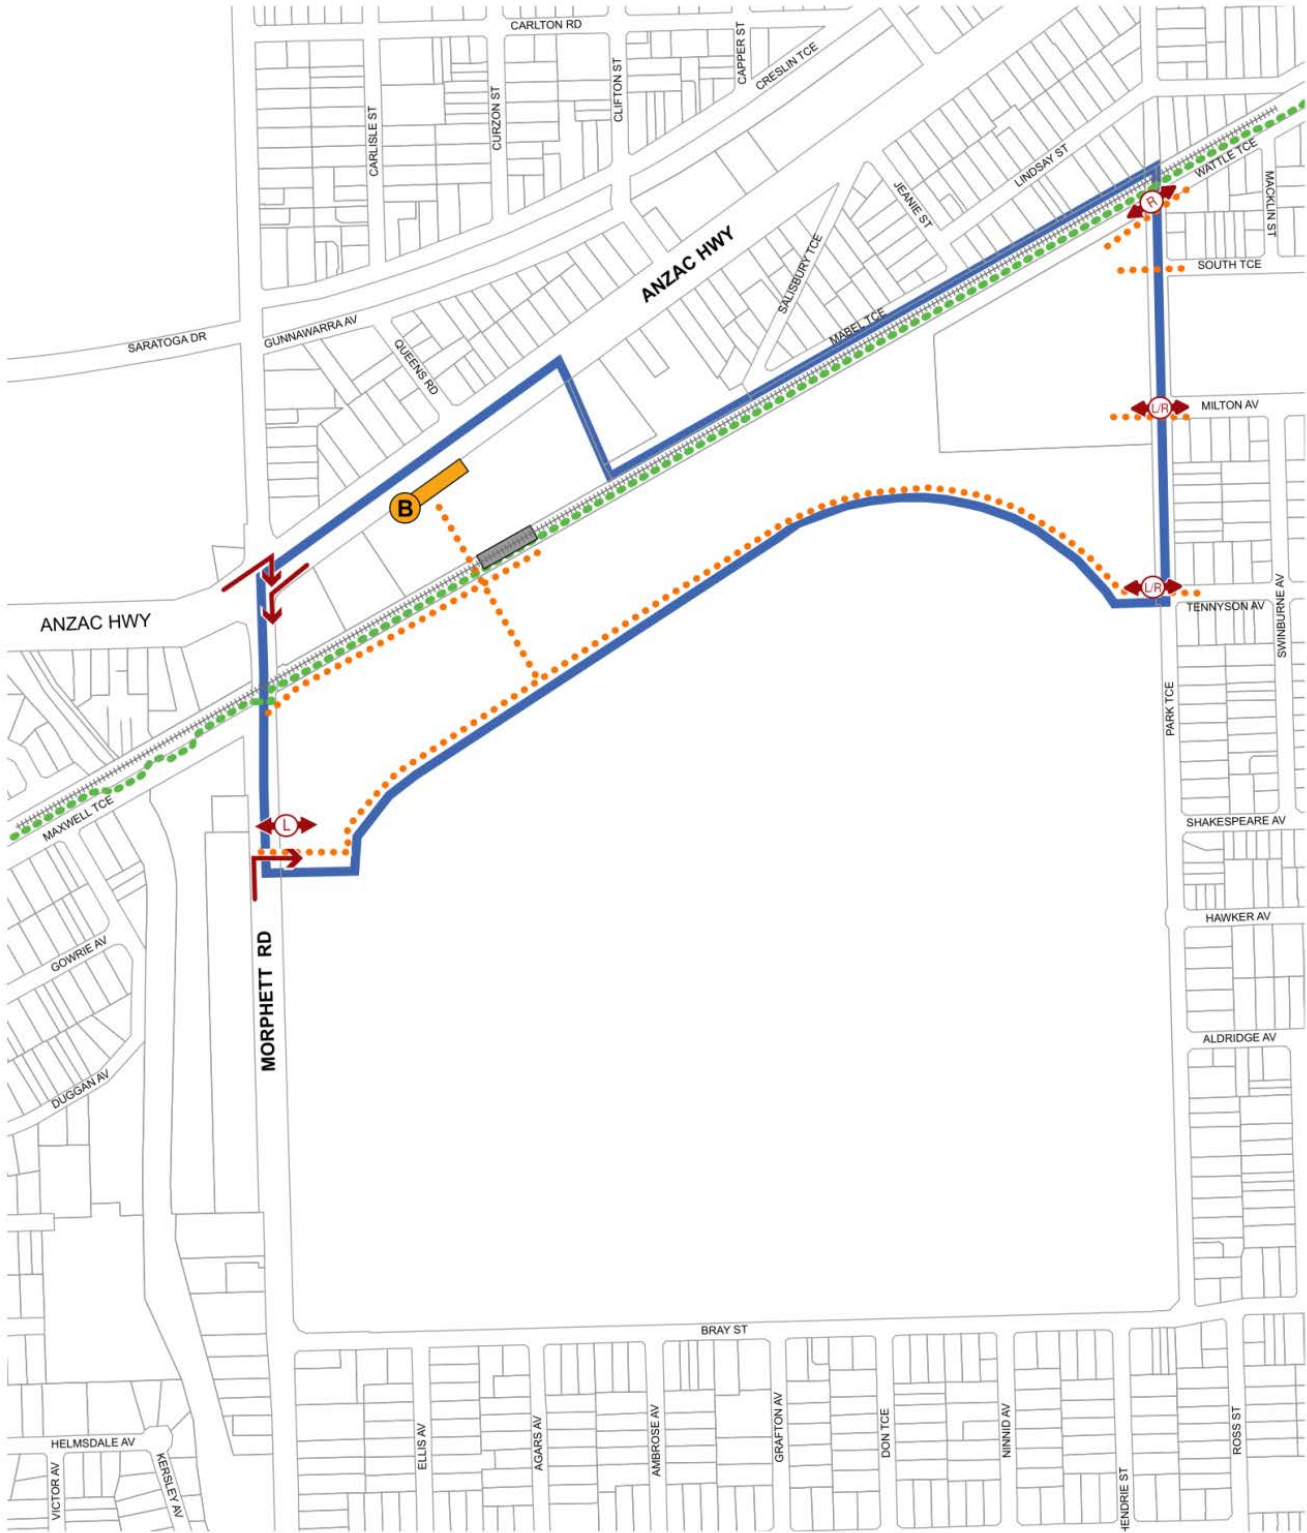 CARLTON RD
CAPPER ST
CRESLIN TCE
CLIFTON ST
CURZON ST
CARLISLE ST
WATTLE TCE
LINDSAY ST
MACKLIN ST
JEANIE ST
R
ANZAC HWY
SALISBURY TCE
SOUTH TCE
MABEL TCE
GUNNAWARRA AV
SARATOGA DR
QUEENS RD
L/R
MILTON AV
B
L/R
TENNYSON AV
SWINBURNE AV
ANZAC HWY
PARK TCE
MAXWELL TCE
L
SHAKESPEARE AV
HAWKER AV
GOWRIE AV
MORPHETT RD
ALDRIDGE AV
DUGGAN AV
BRAY ST
HELMSDALE AV
VICTOR AV
KERSLEY AV
ELLIS AV
AGARS AV
AMBROSE AV
GRAFTON AV
DON TCE
NINNID AV
HENDRIE ST
ROSS ST